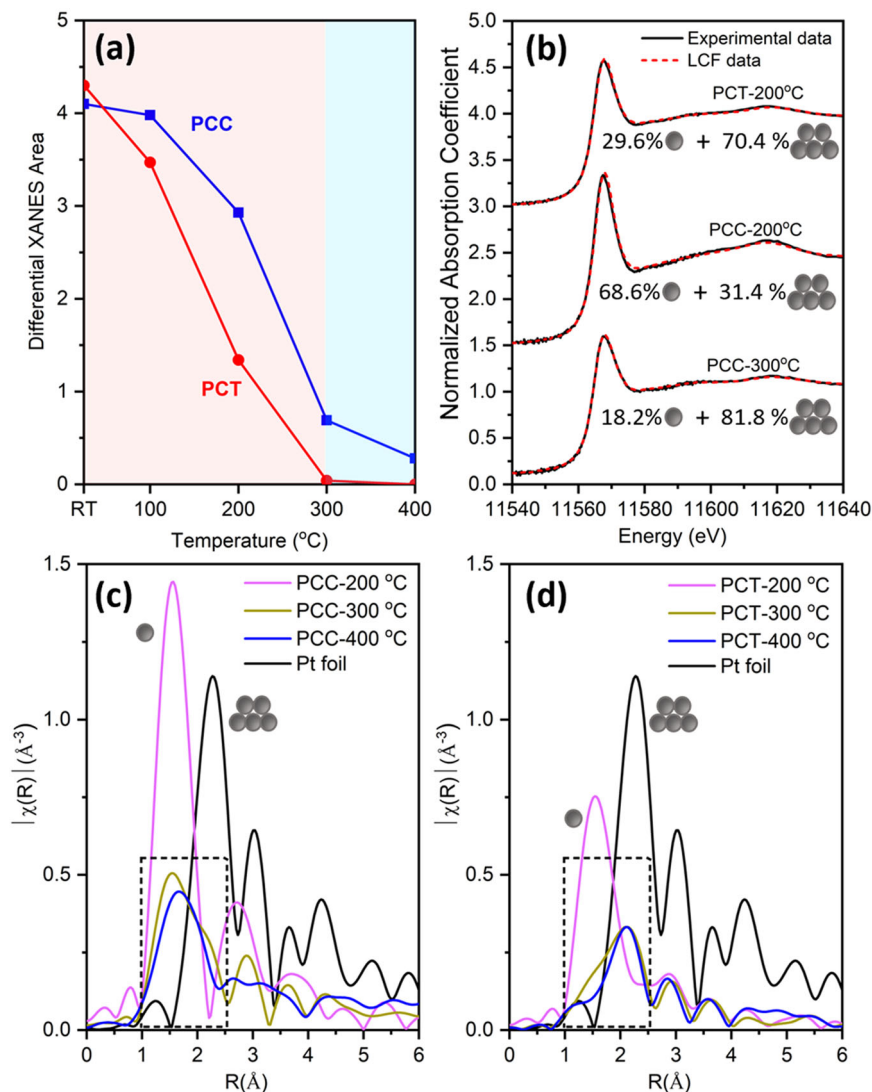 (a)
5
4
3
2
1
0
Differential XANES Area
PCC
PCT
RT 100 200 300 400
Temperature (°C)
(b)
Experimental data
LCF data
5.0
4.5
4.0
3.5
3.0
2.5
2.0
1.5
1.0
0.5
0.0
Normalized Absorption Coefficient
PCT-200°C
29.6% + 70.4 %
PCC-200°C
68.6% + 31.4 %
PCC-300°C
18.2% + 81.8 %
11540 11560 11580 11600 11620 11640
Energy (eV)
(c)
PCC-200 °C
PCC-300 °C
PCC-400 °C
Pt foil
1.5
1.0
0.5
0.0
|χ(R)| (Å⁻³)
0 1 2 3 4 5 6
R(Å)
(d)
PCT-200 °C
PCT-300 °C
PCT-400 °C
Pt foil
1.5
1.0
0.5
0.0
|χ(R)| (Å⁻³)
0 1 2 3 4 5 6
R(Å)